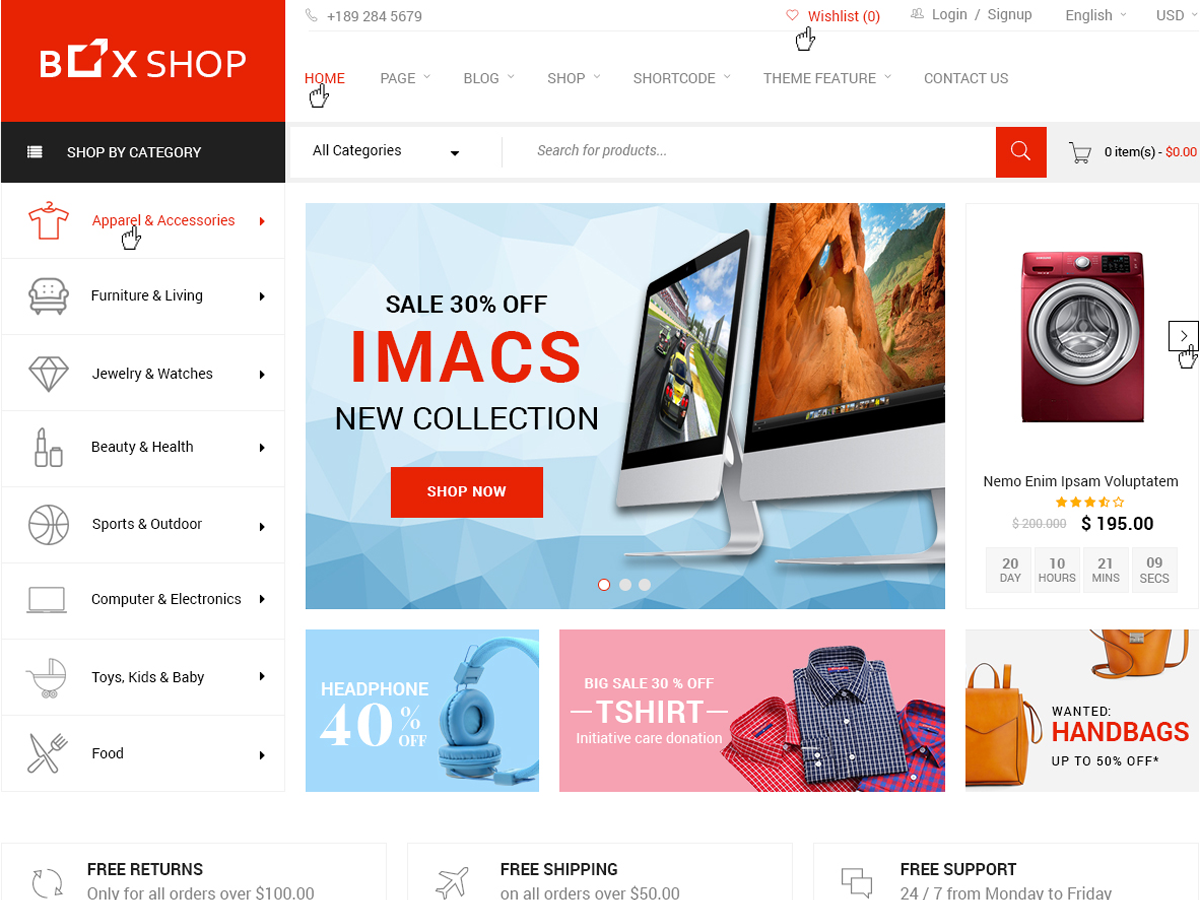 +189 284 5679
Wishlist (0)
Login / Signup
English
USD
BOX SHOP
HOME
PAGE
BLOG
SHOP
SHORTCODE
THEME FEATURE
CONTACT US
SHOP BY CATEGORY
All Categories
Search for products...
0 item(s) - $0.00
2
Apparel & Accessories
Furniture & Living
Jewelry & Watches
Beauty & Health
Sports & Outdoor
Computer & Electronics
Toys, Kids & Baby
Food
SALE 30% OFF
IMACS
NEW COLLECTION
SHOP NOW
Nemo Enim Ipsam Voluptatem
$ 200.000 $ 195.00
20 10 21 09
DAY HOURS MINS SECS
HEADPHONE
40%
OFF
BIG SALE 30 % OFF
TSHIRT
Initiative care donation
WANTED:
HANDBAGS
UP TO 50% OFF*
FREE RETURNS
Only for all orders over $100.00
FREE SHIPPING
on all orders over $50.00
FREE SUPPORT
24 / 7 from Monday to Friday